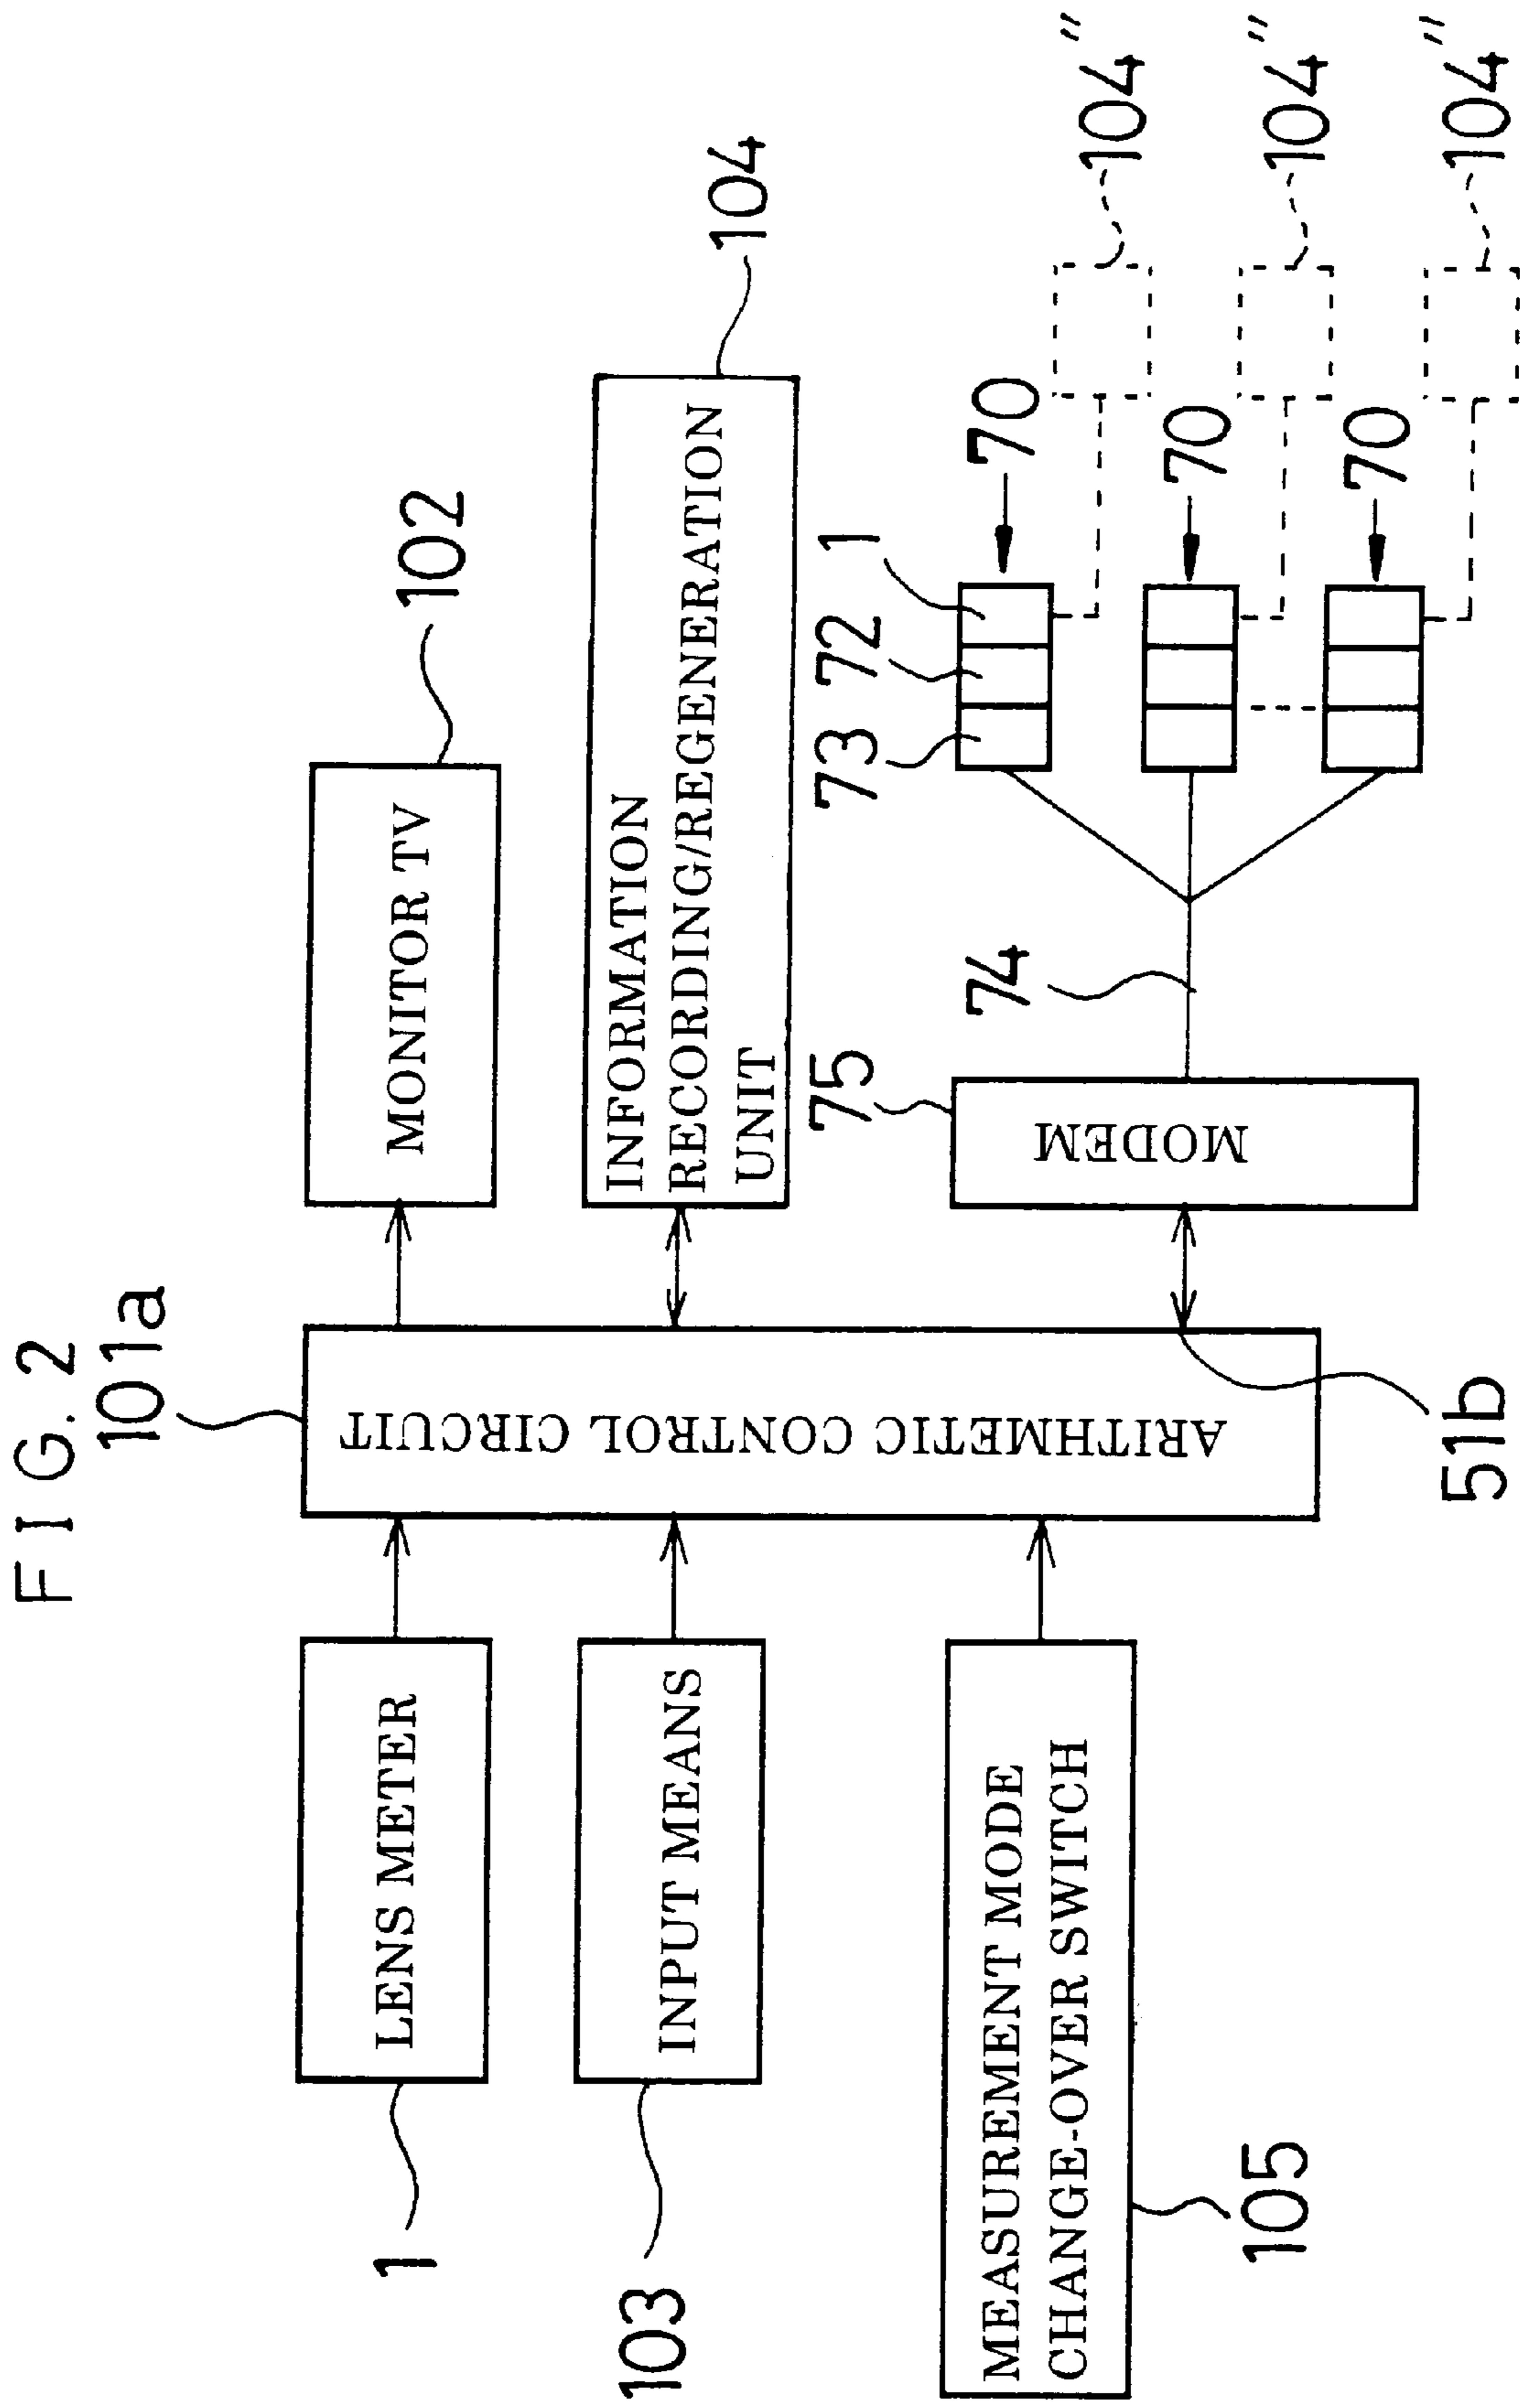 FIG. 2
101a
LENS METER
1
INPUT MEANS
103
MEASUREMENT MODE
CHANGE-OVER SWITCH
105
ARITHMETIC CONTROL CIRCUIT
51b
MONITOR TV
102
INFORMATION
RECORDING/REGENERATION
UNIT
104
MODEM
75
74
73
72
1
70
70
70
104"
104"
104"